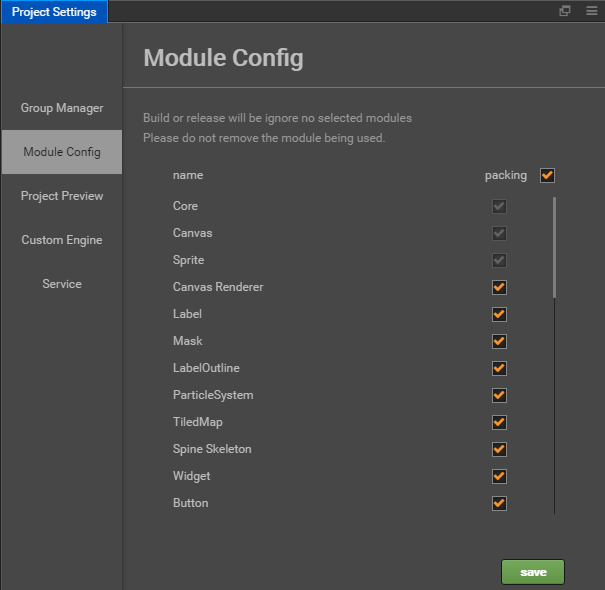 Project Settings
Module Config
Group Manager
Module Config
Project Preview
Custom Engine
Service
Build or release will be ignore no selected modules
Please do not remove the module being used.
name packing
Core
Canvas
Sprite
Canvas Renderer
Label
Mask
LabelOutline
ParticleSystem
TiledMap
Spine Skeleton
Widget
Button
save